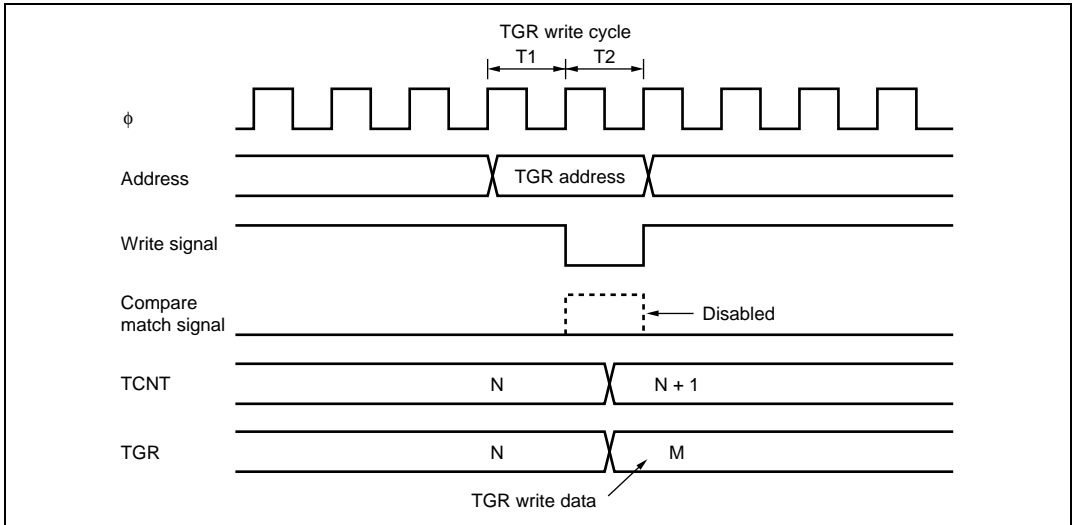 TGR write cycle
T1 T2
φ
Address TGR address
Write signal
Compare
match signal Disabled
TCNT N N + 1
TGR N M
TGR write data